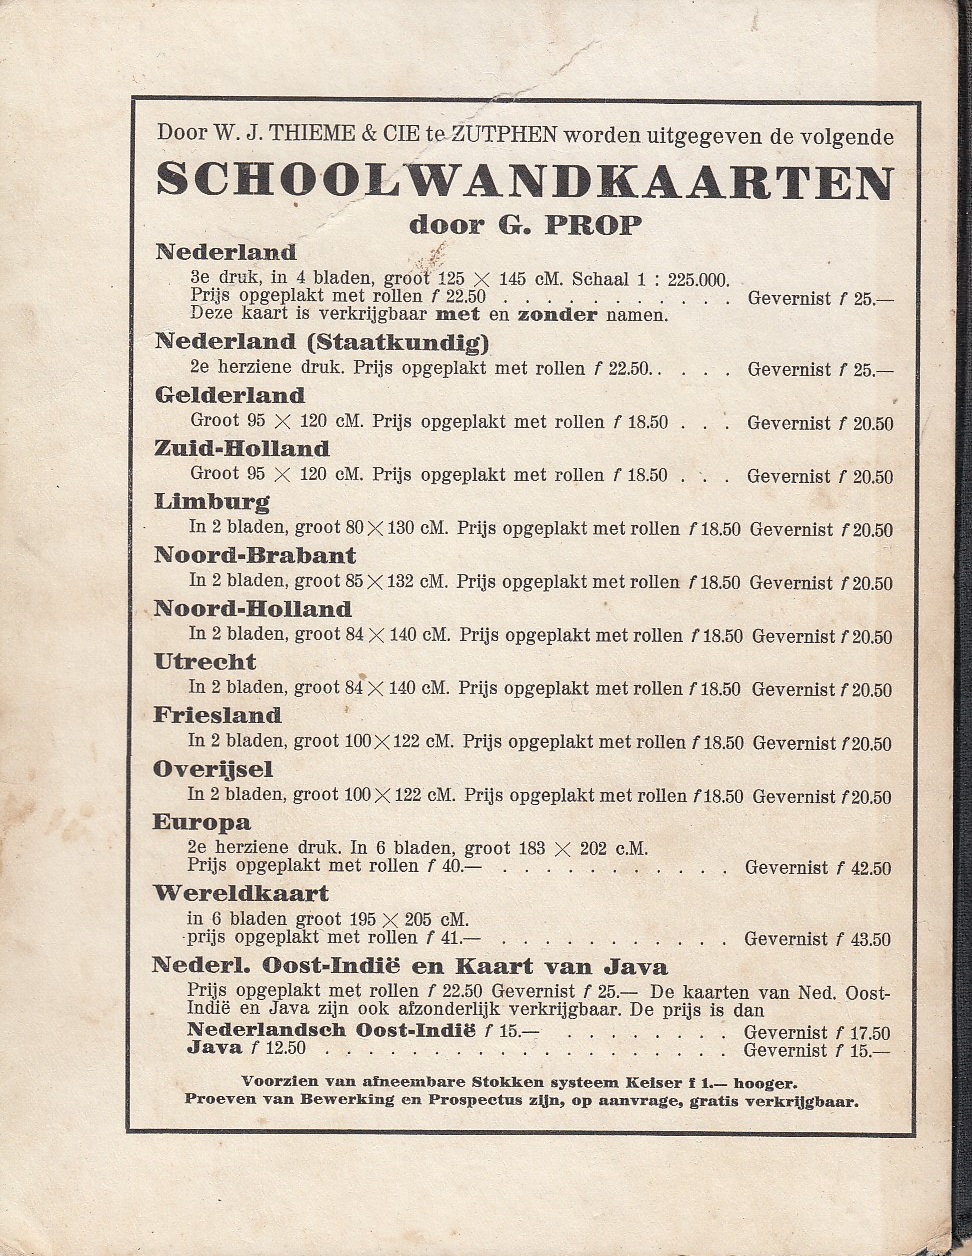 Door W. J. THIEME & CIE te ZUTPHEN worden uitgegeven de volgende
SCHOOLWANDKAARTEN
door G. PROP
Nederland
3e druk, in 4 bladen, groot 125 × 145 cM. Schaal 1 : 225.000.
Prijs opgeplakt met rollen f 22.50 . . . . . . . . . . . Gevernist f 25.—
Deze kaart is verkrijgbaar met en zonder namen.
Nederland (Staatkundig)
2e herziene druk. Prijs opgeplakt met rollen f 22.50. . . . . Gevernist f 25.—
Gelderland
Groot 95 × 120 cM. Prijs opgeplakt met rollen f 18.50 . . . Gevernist f 20.50
Zuid-Holland
Groot 95 × 120 cM. Prijs opgeplakt met rollen f 18.50 . . . Gevernist f 20.50
Limburg
In 2 bladen, groot 80 × 130 cM. Prijs opgeplakt met rollen f 18.50 Gevernist f 20.50
Noord-Brabant
In 2 bladen, groot 85 × 132 cM. Prijs opgeplakt met rollen f 18.50 Gevernist f 20.50
Noord-Holland
In 2 bladen, groot 84 × 140 cM. Prijs opgeplakt met rollen f 18.50 Gevernist f 20.50
Utrecht
In 2 bladen, groot 84 × 140 cM. Prijs opgeplakt met rollen f 18.50 Gevernist f 20.50
Friesland
In 2 bladen, groot 100 × 122 cM. Prijs opgeplakt met rollen f 18.50 Gevernist f 20.50
Overijsel
In 2 bladen, groot 100 × 122 cM. Prijs opgeplakt met rollen f 18.50 Gevernist f 20.50
Europa
2e herziene druk. In 6 bladen, groot 183 × 202 c.M.
Prijs opgeplakt met rollen f 40.— . . . . . . . . . . . Gevernist f 42.50
Wereldkaart
in 6 bladen groot 195 × 205 cM.
prijs opgeplakt met rollen f 41.— . . . . . . . . . . . Gevernist f 43.50
Nederl. Oost-Indië en Kaart van Java
Prijs opgeplakt met rollen f 22.50 Gevernist f 25.— De kaarten van Ned. Oost-
Indië en Java zijn ook afzonderlijk verkrijgbaar. De prijs is dan
Nederlandsch Oost-Indië f 15.— . . . . . . . . Gevernist f 17.50
Java f 12.50 . . . . . . . . . . . . . . . . . . . Gevernist f 15.—
Voorzien van afneembare Stokken systeem Keiser f 1.— hooger.
Proeven van Bewerking en Prospectus zijn, op aanvrage, gratis verkrijgbaar.